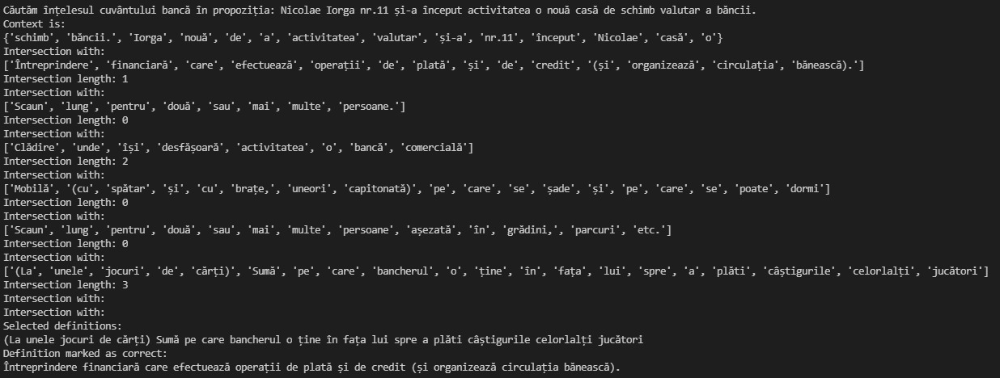 Căutăm înțelesul cuvântului bancă în propoziția: Nicolae Iorga nr.11 și-a început activitatea o nouă casă de schimb valutar a băncii.
Context is:
{'schimb', 'băncii.', 'Iorga', 'nouă', 'de', 'a', 'activitatea', 'valutar', 'și-a', 'nr.11', 'început', 'Nicolae', 'casă', 'o'}
Intersection with:
['Întreprindere', 'financiară', 'care', 'efectuează', 'operații', 'de', 'plată', 'și', 'de', 'credit', '(și', 'organizează', 'circulația', 'bănească).']
Intersection length: 1
Intersection with:
['Scaun', 'lung', 'pentru', 'două', 'sau', 'mai', 'multe', 'persoane.']
Intersection length: 0
Intersection with:
['Clădire', 'unde', 'își', 'desfășoară', 'activitatea', 'o', 'bancă', 'comercială']
Intersection length: 2
Intersection with:
['Mobilă', '(cu', 'spătar', 'și', 'cu', 'brațe,', 'uneori', 'capitonată)', 'pe', 'care', 'se', 'șade', 'și', 'pe', 'care', 'se', 'poate', 'dormi']
Intersection length: 0
Intersection with:
['Scaun', 'lung', 'pentru', 'două', 'sau', 'mai', 'multe', 'persoane', 'așezată', 'în', 'grădini,', 'parcuri', 'etc.']
Intersection length: 0
Intersection with:
['(La', 'unele', 'jocuri', 'de', 'cărți)', 'Sumă', 'pe', 'care', 'bancherul', 'o', 'ține', 'în', 'fața', 'lui', 'spre', 'a', 'plăti', 'câștigurile', 'celorlalți', 'jucători']
Intersection length: 3
Intersection with:
Intersection with:
Selected definitions:
(La unele jocuri de cărți) Sumă pe care bancherul o ține în fața lui spre a plăti câștigurile celorlalți jucători
Definition marked as correct:
Întreprindere financiară care efectuează operații de plată și de credit (și organizează circulația bănească).